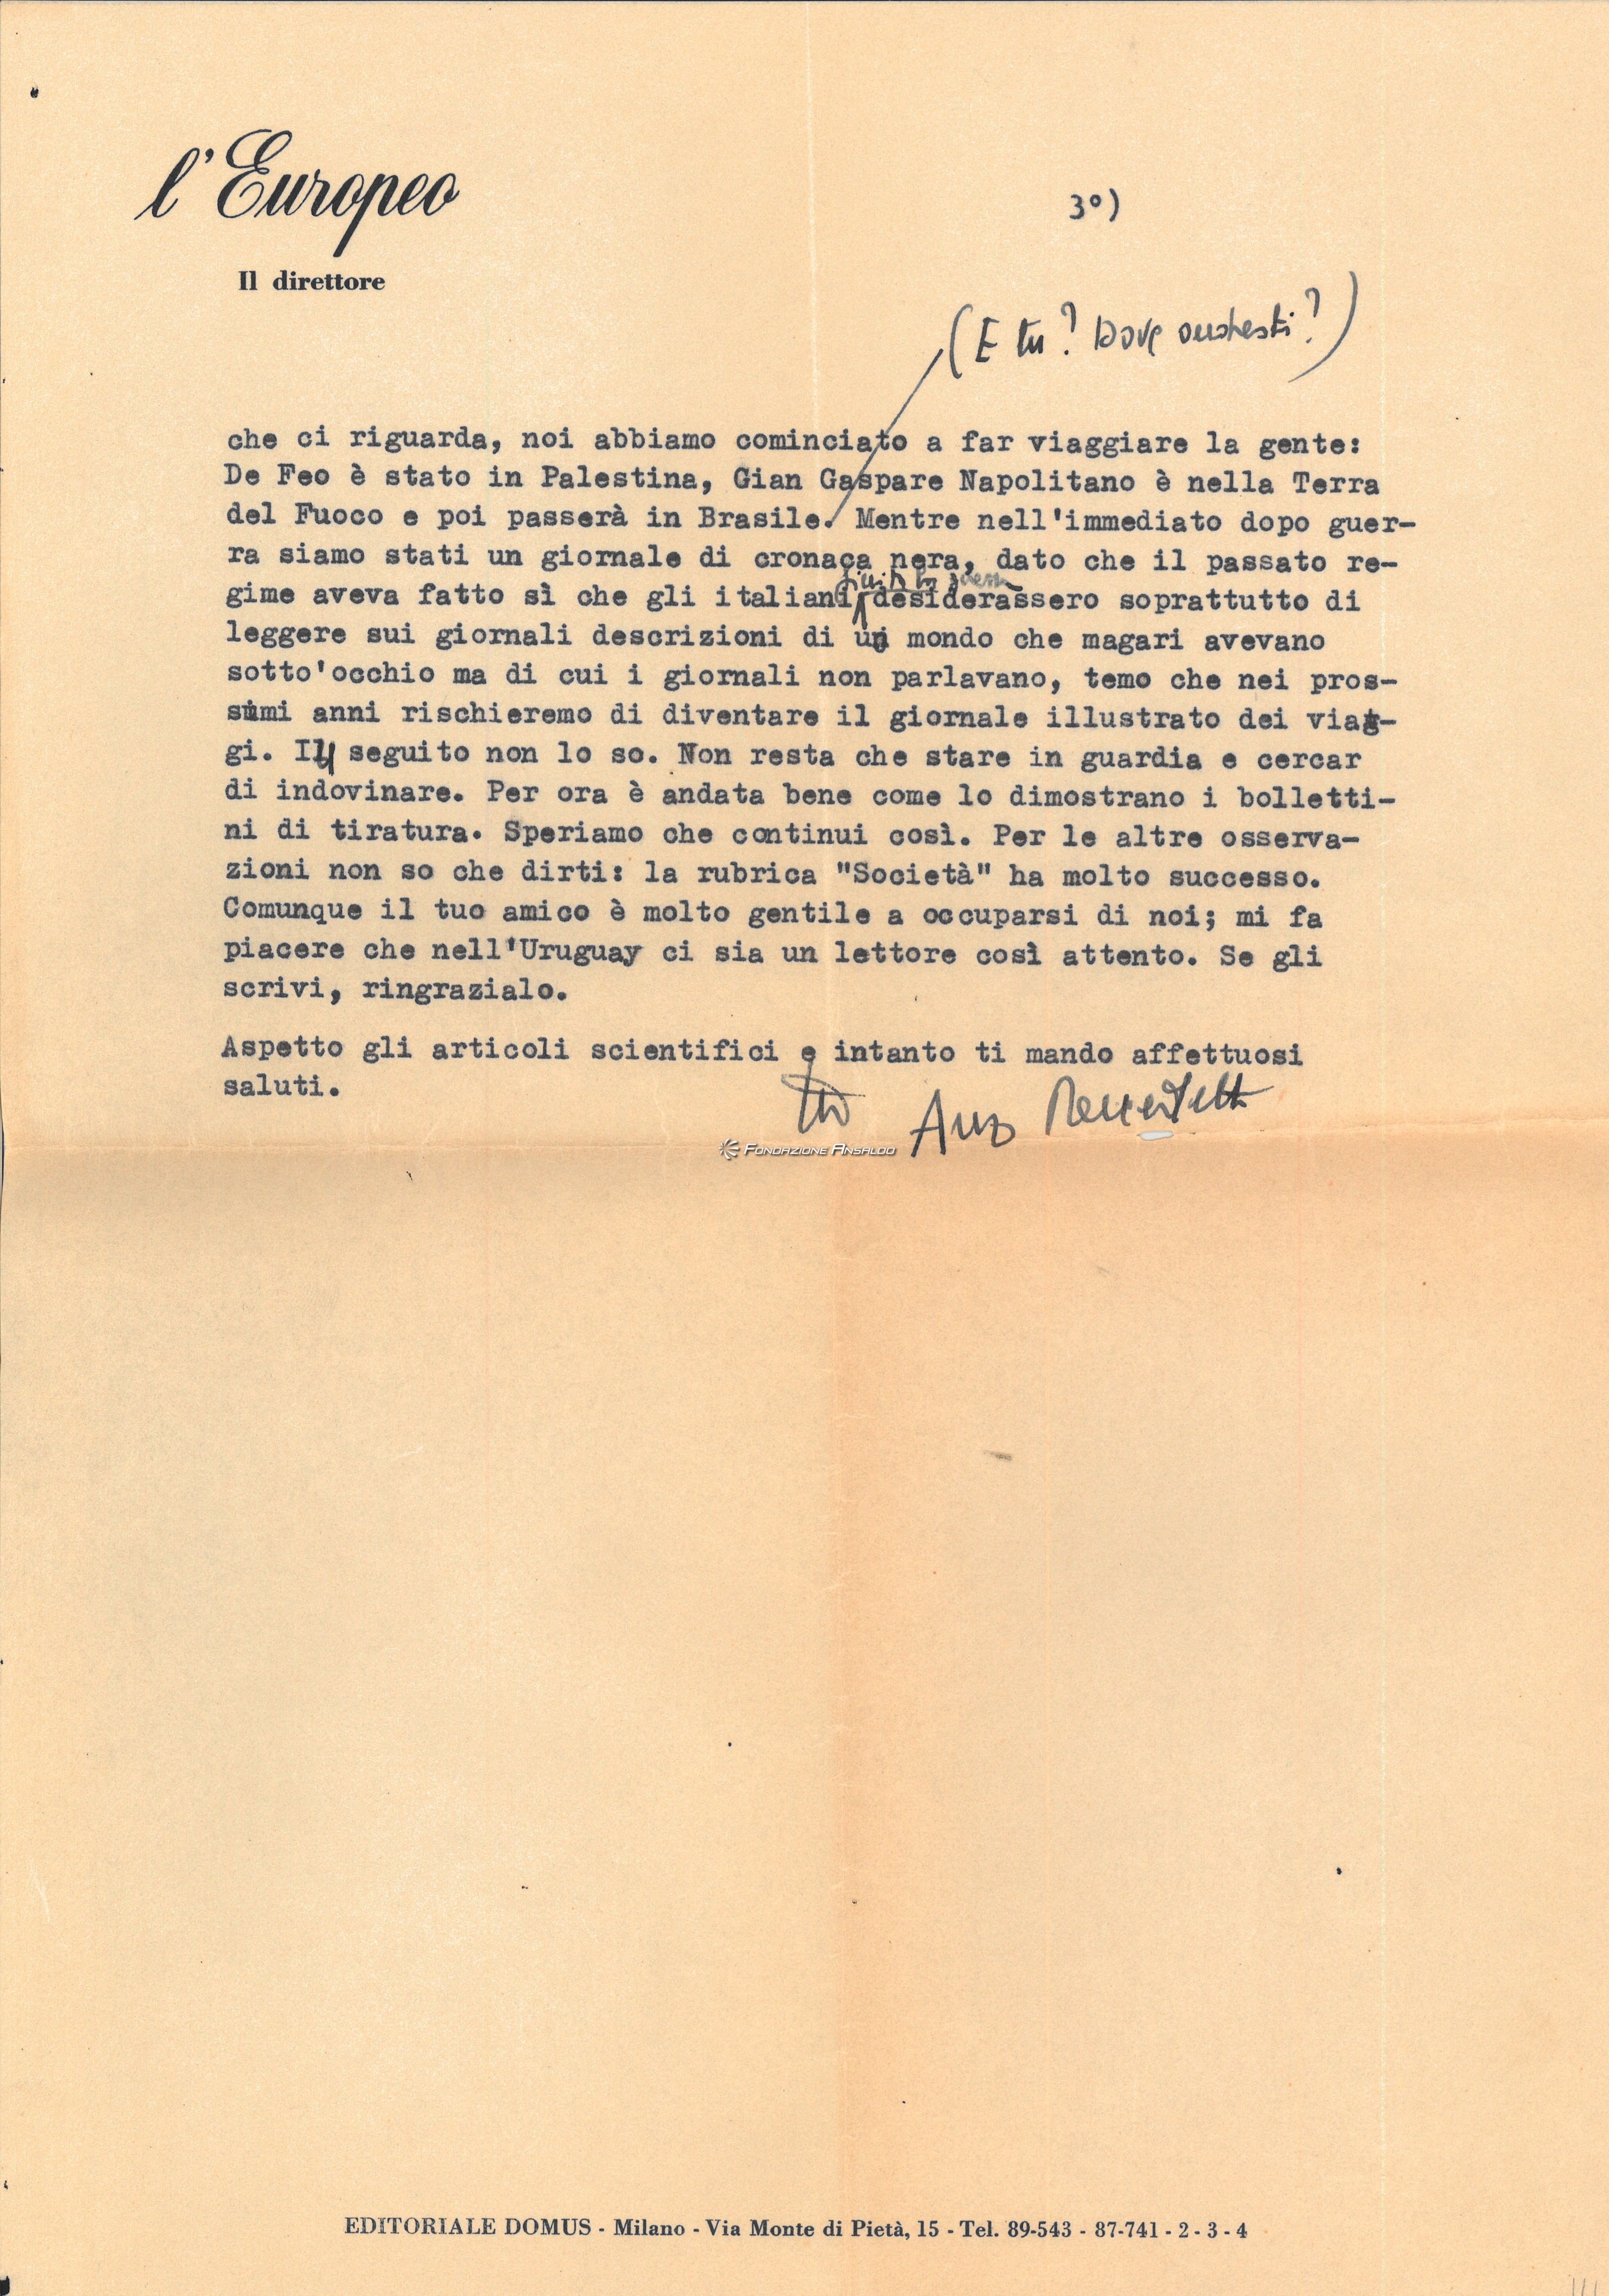 l'Europeo
Il direttore
3°)
(E tu? Dove andresti?)
che ci riguarda, noi abbiamo cominciato a far viaggiare la gente:
De Feo è stato in Palestina, Gian Gaspare Napolitano è nella Terra
del Fuoco e poi passerà in Brasile. Mentre nell'immediato dopo guer-
ra siamo stati un giornale di cronaca nera, dato che il passato re-
gime aveva fatto sì che gli italiani, finita la guerra, desiderassero soprattutto di
leggere sui giornali descrizioni di un mondo che magari avevano
sotto'occhio ma di cui i giornali non parlavano, temo che nei pros-
simi anni rischieremo di diventare il giornale illustrato dei viag-
gi. Il seguito non lo so. Non resta che stare in guardia e cercar
di indovinare. Per ora è andata bene come lo dimostrano i bolletti-
ni di tiratura. Speriamo che continui così. Per le altre osserva-
zioni non so che dirti: la rubrica "Società" ha molto successo.
Comunque il tuo amico è molto gentile a occuparsi di noi; mi fa
piacere che nell'Uruguay ci sia un lettore così attento. Se gli
scrivi, ringrazialo.
Aspetto gli articoli scientifici e intanto ti mando affettuosi
saluti.
tuo Arrigo Benedetti
FONDAZIONE ANSALDO
EDITORIALE DOMUS - Milano - Via Monte di Pietà, 15 - Tel. 89-543 - 87-741 - 2 - 3 - 4